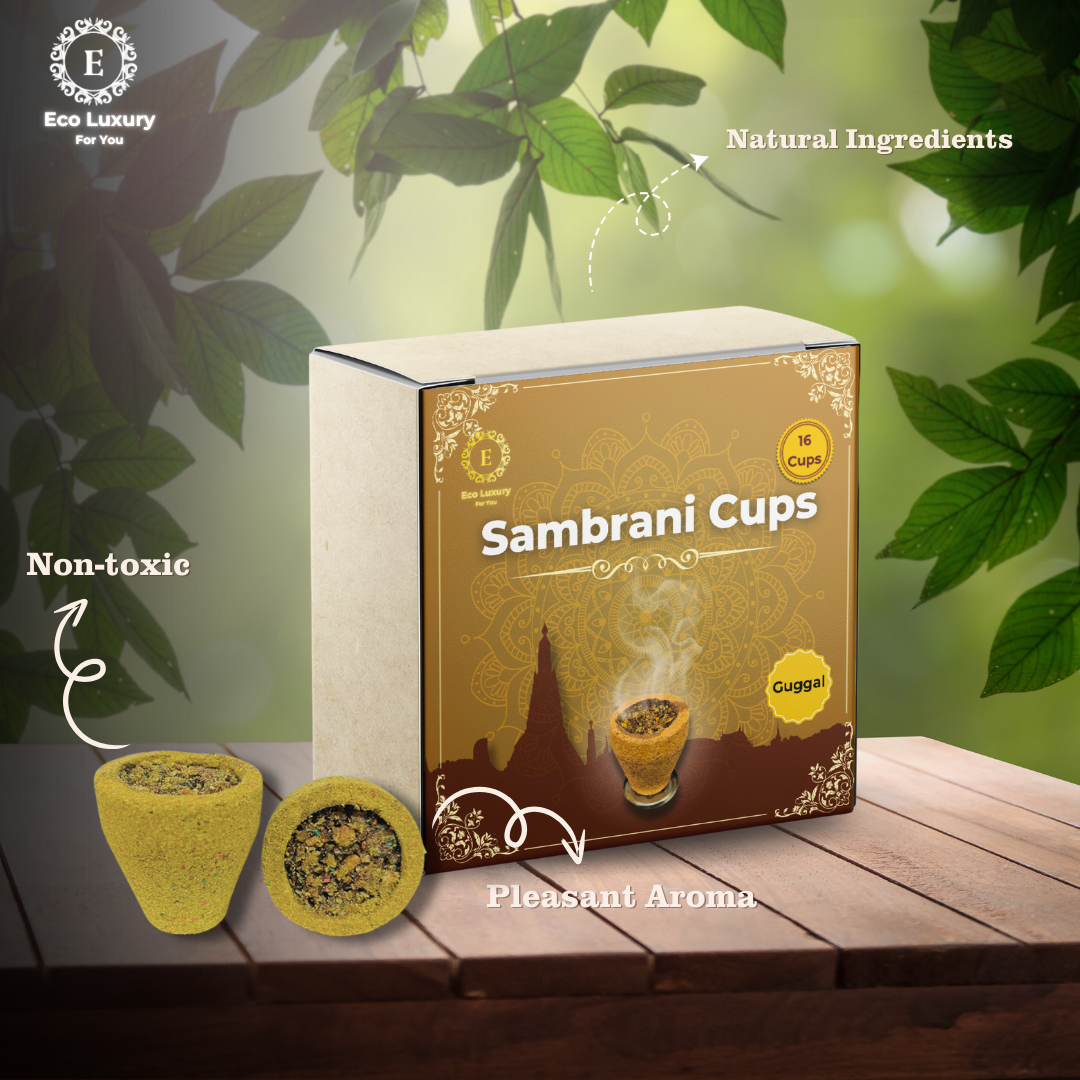 E
Eco Luxury
For You
Natural Ingredients
16
Cups
E
Eco Luxury
For You
Sambrani Cups
Non-toxic
Guggal
Pleasant Aroma